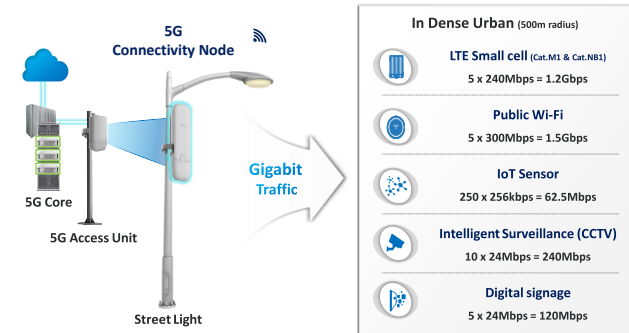 5G
Connectivity Node
5G Core
5G Access Unit
Street Light
Gigabit
Traffic
In Dense Urban (500m radius)
LTE Small cell (Cat.M1 & Cat.NB1)
5 x 240Mbps = 1.2Gbps
Public Wi-Fi
5 x 300Mbps = 1.5Gbps
IoT Sensor
250 x 256kbps = 62.5Mbps
Intelligent Surveillance (CCTV)
10 x 24Mbps = 240Mbps
Digital signage
5 x 24Mbps = 120Mbps